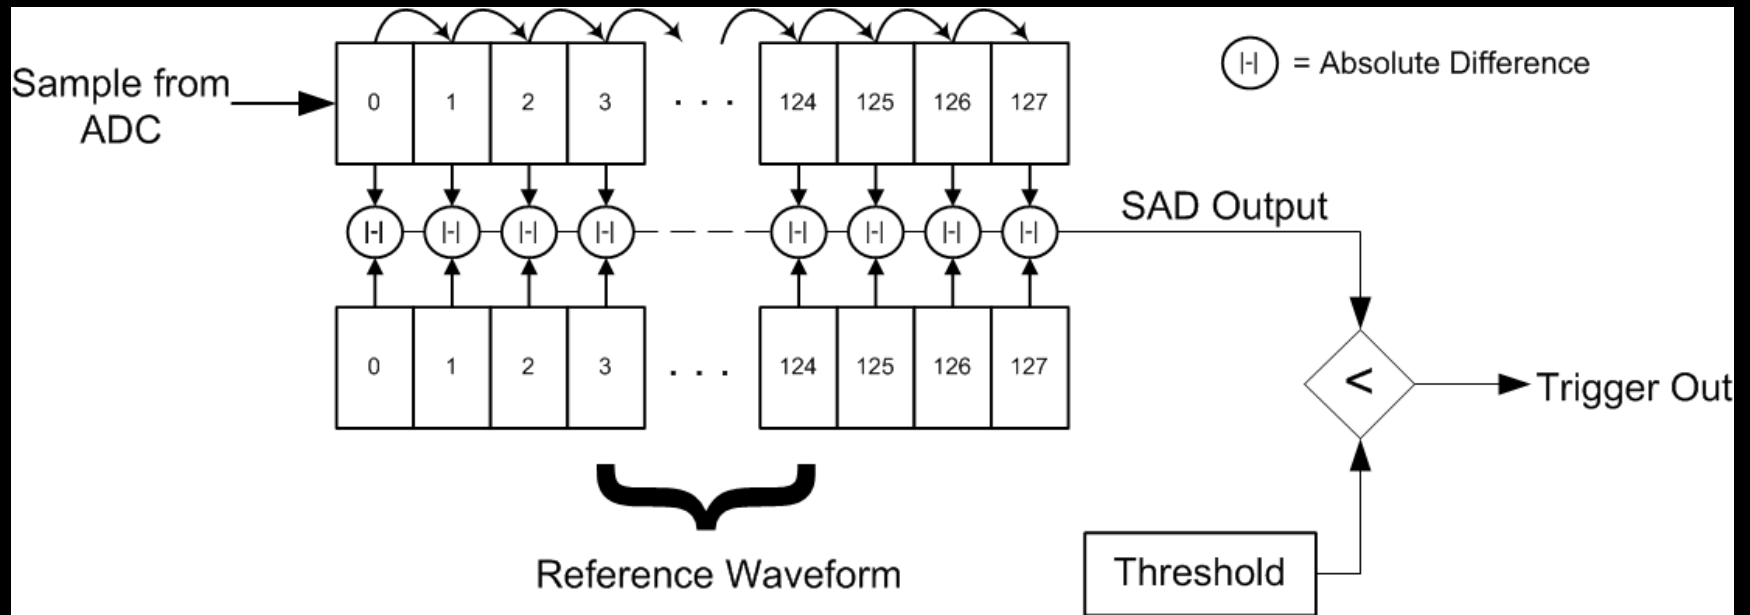 |-| = Absolute Difference
Sample from
ADC
0 1 2 3 . . . 124 125 126 127
|-| |-| |-| |-| |-| |-| |-| |-|
SAD Output
0 1 2 3 . . . 124 125 126 127
<
Trigger Out
Reference Waveform
Threshold